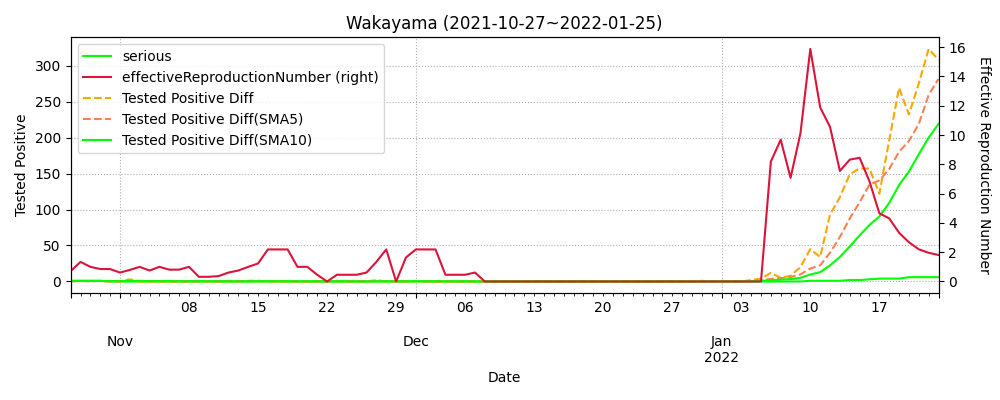 Wakayama (2021-10-27~2022-01-25)
serious
effectiveReproductionNumber (right)
Tested Positive Diff
Tested Positive Diff(SMA5)
Tested Positive Diff(SMA10)
Tested Positive
300
250
200
150
100
50
0
16
14
12
10
8
6
4
2
0
Effective Reproduction Number
08
15
22
29
06
13
20
27
03
10
17
Nov
Dec
Jan
2022
Date